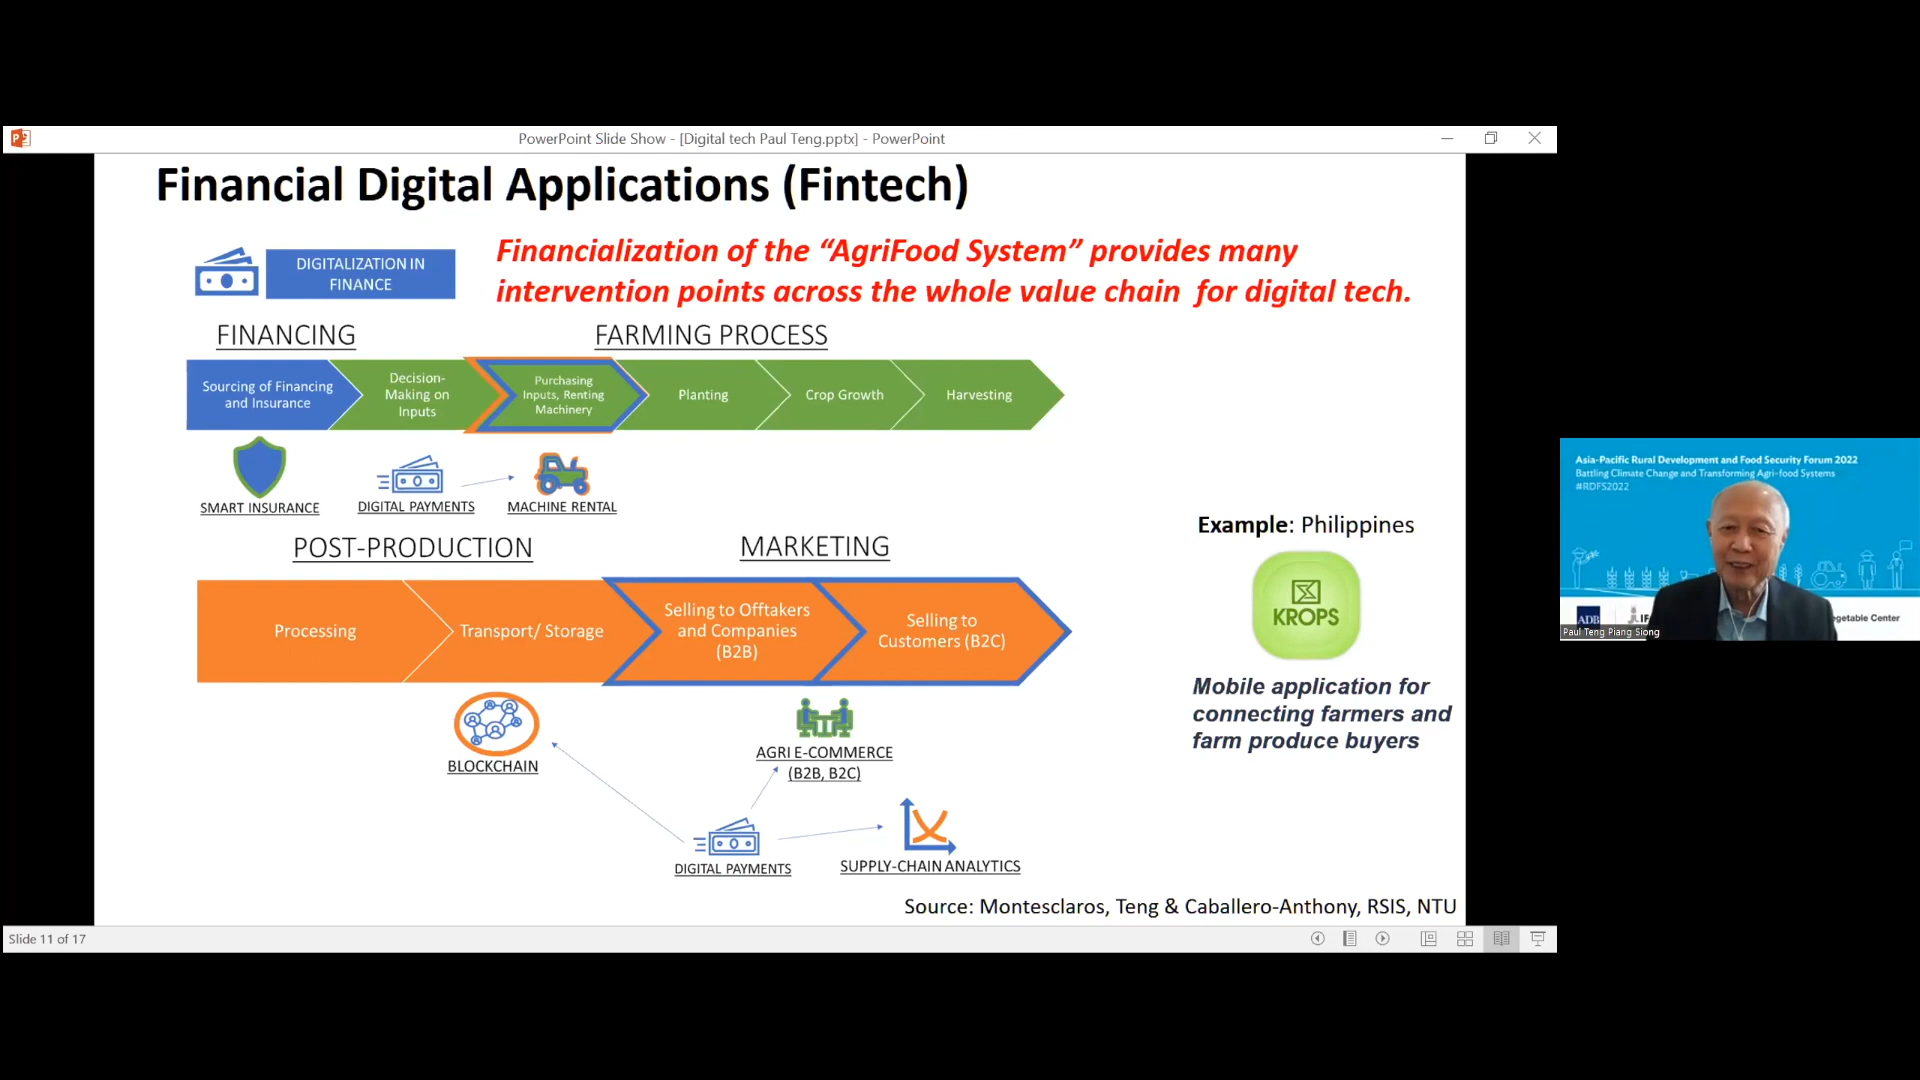 PowerPoint Slide Show - [Digital tech Paul Teng.pptx] - PowerPoint
Financial Digital Applications (Fintech)
DIGITALIZATION IN
FINANCE
Financialization of the “AgriFood System” provides many
intervention points across the whole value chain for digital tech.
FINANCING
FARMING PROCESS
Sourcing of Financing
and Insurance
Decision-
Making on
Inputs
Purchasing
Inputs, Renting
Machinery
Planting
Crop Growth
Harvesting
SMART INSURANCE
DIGITAL PAYMENTS
MACHINE RENTAL
POST-PRODUCTION
MARKETING
Processing
Transport/ Storage
Selling to Offtakers
and Companies
(B2B)
Selling to
Customers (B2C)
BLOCKCHAIN
AGRI E-COMMERCE
(B2B, B2C)
DIGITAL PAYMENTS
SUPPLY-CHAIN ANALYTICS
Example: Philippines
KROPS
Mobile application for
connecting farmers and
farm produce buyers
Source: Montesclaros, Teng & Caballero-Anthony, RSIS, NTU
Slide 11 of 17
Asia-Pacific Rural Development and Food Security Forum 2022
Battling Climate Change and Transforming Agri-food Systems
#RDFS2022
ADB
Center
Paul Teng Piang Siong